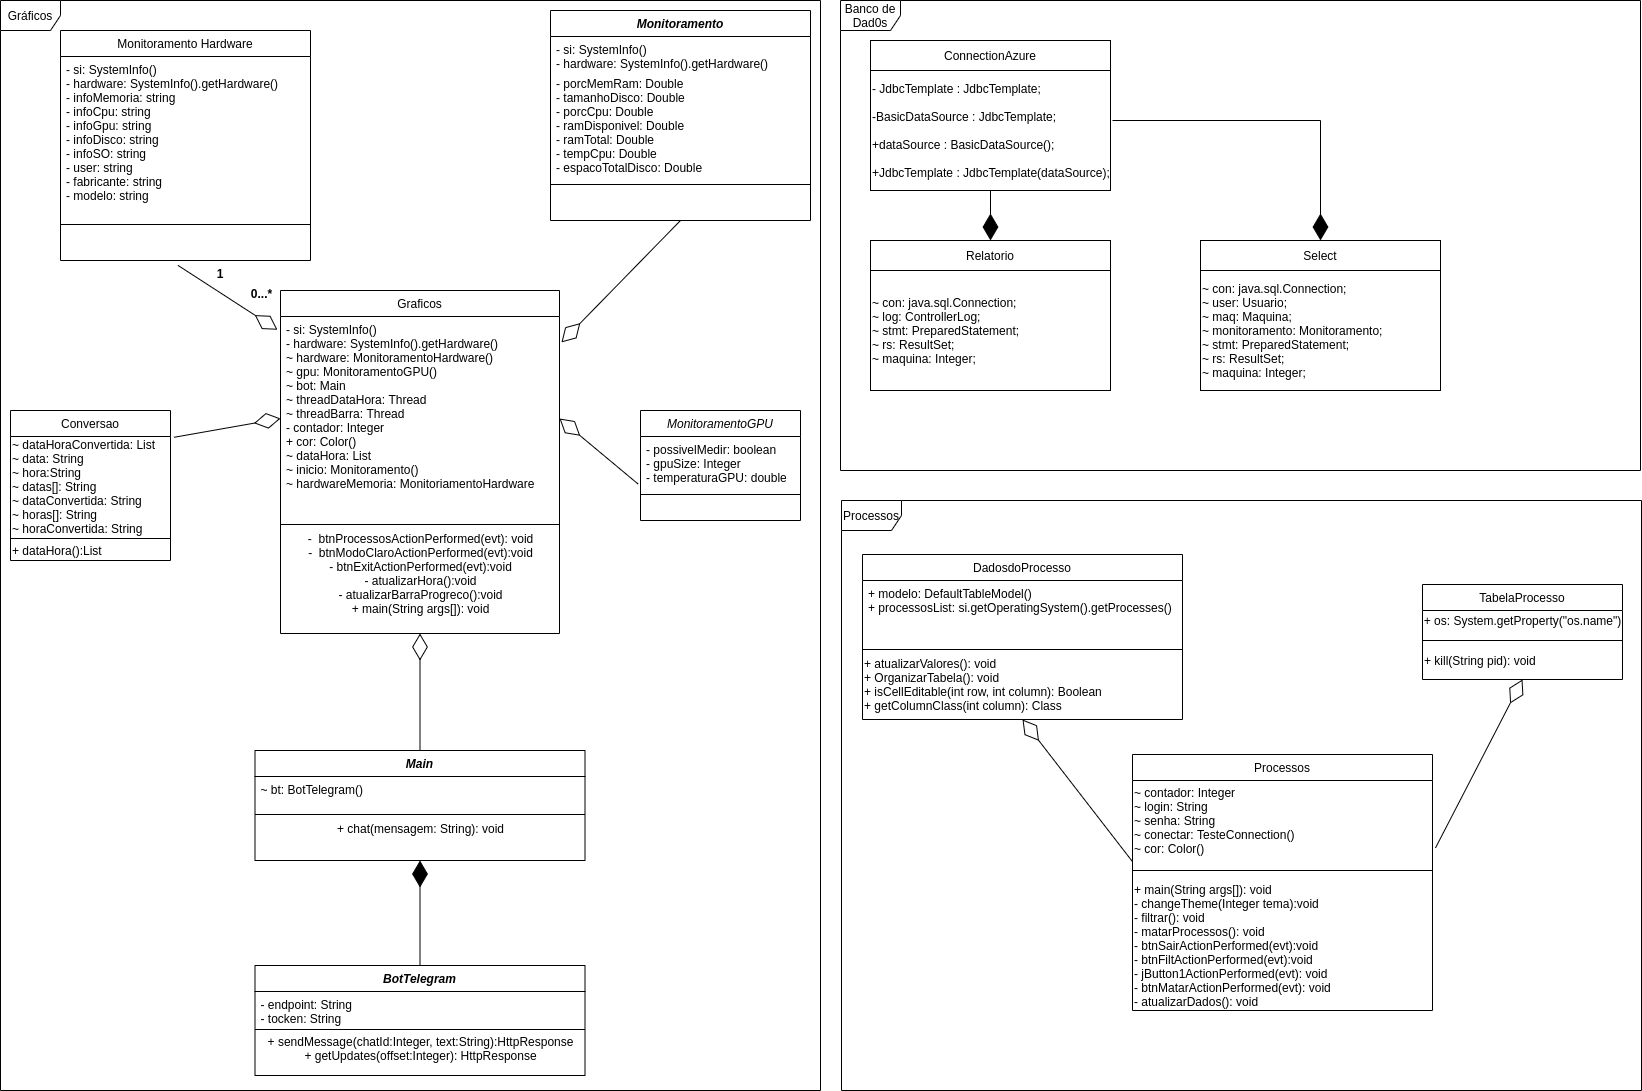 Gráficos
Monitoramento Hardware
- si: SystemInfo()
- hardware: SystemInfo().getHardware()
- infoMemoria: string
- infoCpu: string
- infoGpu: string
- infoDisco: string
- infoSO: string
- user: string
- fabricante: string
- modelo: string
Monitoramento
- si: SystemInfo()
- hardware: SystemInfo().getHardware()
- porcMemRam: Double
- tamanhoDisco: Double
- porcCpu: Double
- ramDisponivel: Double
- ramTotal: Double
- tempCpu: Double
- espacoTotalDisco: Double
1
0...*
Graficos
- si: SystemInfo()
- hardware: SystemInfo().getHardware()
~ hardware: MonitoramentoHardware()
~ gpu: MonitoramentoGPU()
~ bot: Main
~ threadDataHora: Thread
~ threadBarra: Thread
- contador: Integer
+ cor: Color()
~ dataHora: List
~ inicio: Monitoramento()
~ hardwareMemoria: MonitoriamentoHardware
- btnProcessosActionPerformed(evt): void
- btnModoClaroActionPerformed(evt):void
- btnExitActionPerformed(evt):void
- atualizarHora():void
- atualizarBarraProgreco():void
+ main(String args[]): void
Conversao
~ dataHoraConvertida: List
~ data: String
~ hora:String
~ datas[]: String
~ dataConvertida: String
~ horas[]: String
~ horaConvertida: String
+ dataHora():List
MonitoramentoGPU
- possivelMedir: boolean
- gpuSize: Integer
- temperaturaGPU: double
Main
~ bt: BotTelegram()
+ chat(mensagem: String): void
BotTelegram
- endpoint: String
- tocken: String
+ sendMessage(chatId:Integer, text:String):HttpResponse
+ getUpdates(offset:Integer): HttpResponse
Banco de
Dad0s
ConnectionAzure
- JdbcTemplate : JdbcTemplate;
-BasicDataSource : JdbcTemplate;
+dataSource : BasicDataSource();
+JdbcTemplate : JdbcTemplate(dataSource);
Relatorio
~ con: java.sql.Connection;
~ log: ControllerLog;
~ stmt: PreparedStatement;
~ rs: ResultSet;
~ maquina: Integer;
Select
~ con: java.sql.Connection;
~ user: Usuario;
~ maq: Maquina;
~ monitoramento: Monitoramento;
~ stmt: PreparedStatement;
~ rs: ResultSet;
~ maquina: Integer;
Processos
DadosdoProcesso
+ modelo: DefaultTableModel()
+ processosList: si.getOperatingSystem().getProcesses()
+ atualizarValores(): void
+ OrganizarTabela(): void
+ isCellEditable(int row, int column): Boolean
+ getColumnClass(int column): Class
TabelaProcesso
+ os: System.getProperty("os.name")
+ kill(String pid): void
Processos
~ contador: Integer
~ login: String
~ senha: String
~ conectar: TesteConnection()
~ cor: Color()
+ main(String args[]): void
- changeTheme(Integer tema):void
- filtrar(): void
- matarProcessos(): void
- btnSairActionPerformed(evt):void
- btnFiltActionPerformed(evt):void
- jButton1ActionPerformed(evt): void
- btnMatarActionPerformed(evt): void
- atualizarDados(): void